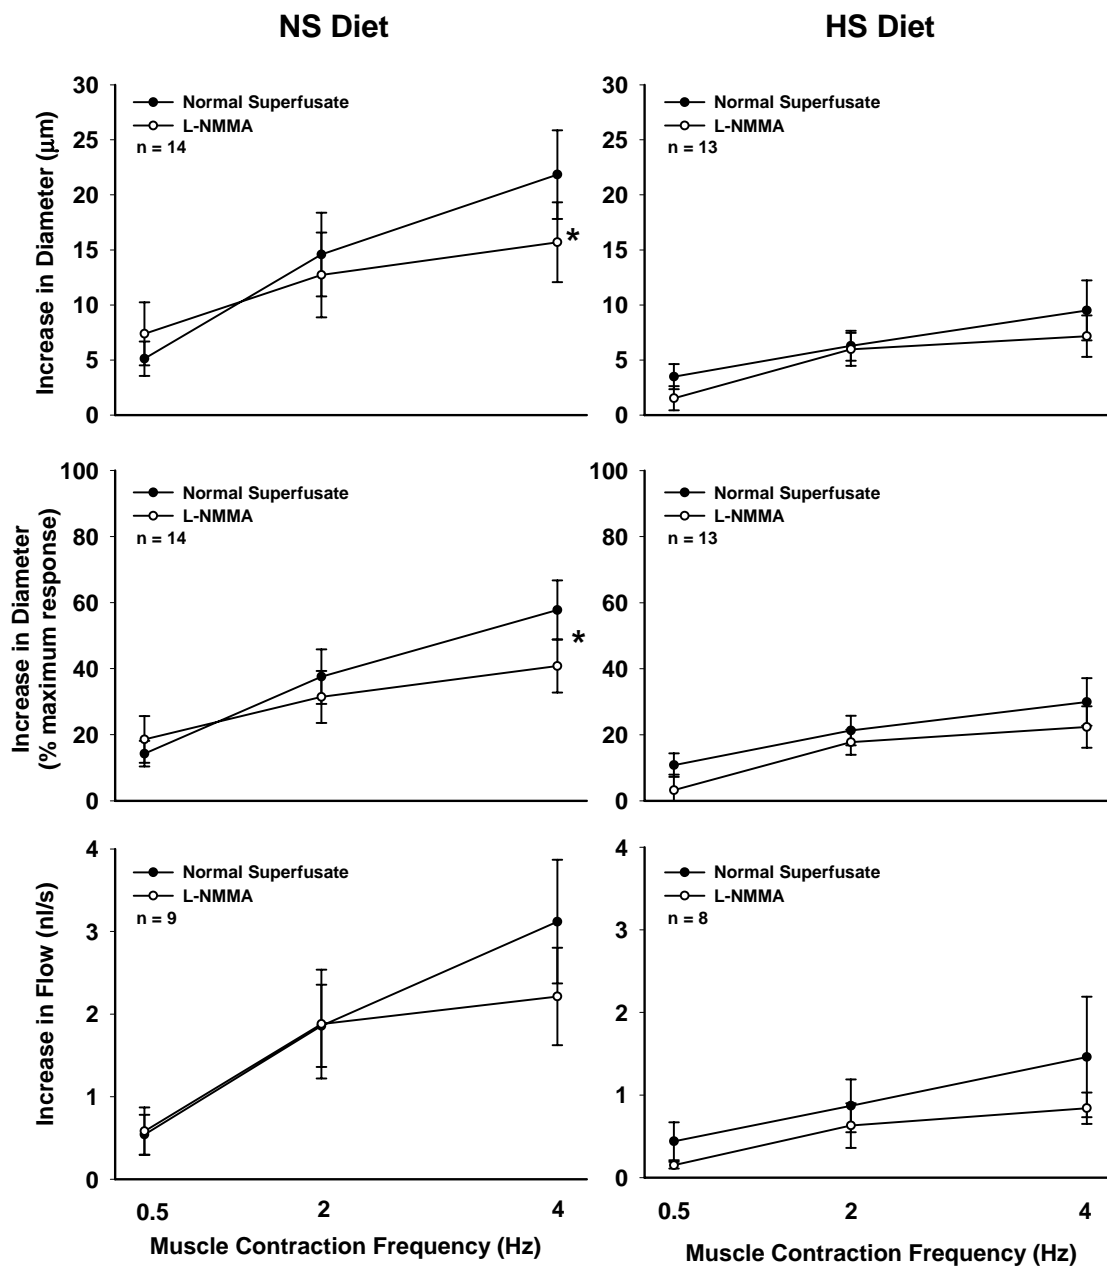 NS Diet
HS Diet
Increase in Diameter (μm)
30
25
20
15
10
5
0
Normal Superfusate
L-NMMA
n = 14
*
30
25
20
15
10
5
0
Normal Superfusate
L-NMMA
n = 13
Increase in Diameter
(% maximum response)
100
80
60
40
20
0
Normal Superfusate
L-NMMA
n = 14
*
100
80
60
40
20
0
Normal Superfusate
L-NMMA
n = 13
Increase in Flow (nl/s)
4
3
2
1
0
Normal Superfusate
L-NMMA
n = 9
0.5
2
4
Muscle Contraction Frequency (Hz)
4
3
2
1
0
Normal Superfusate
L-NMMA
n = 8
0.5
2
4
Muscle Contraction Frequency (Hz)